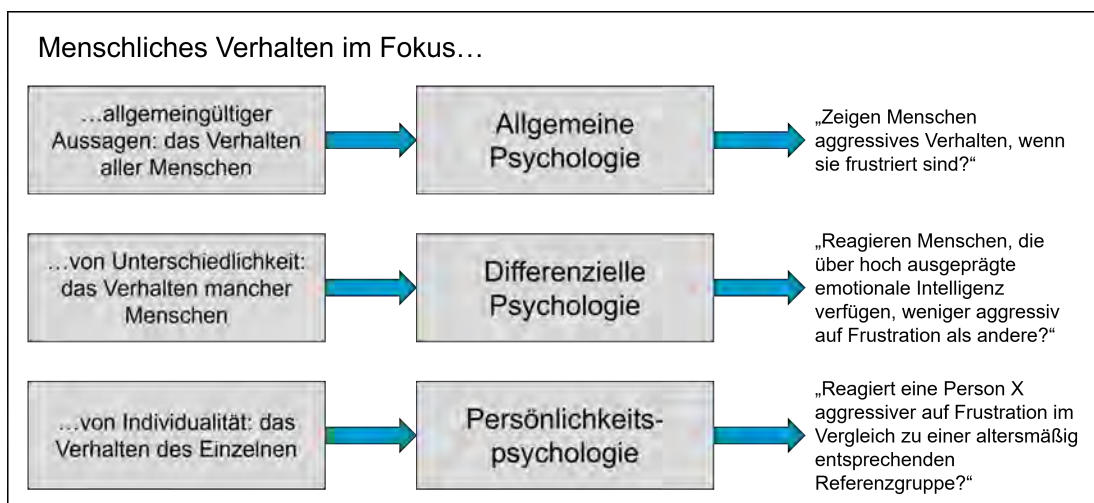 Menschliches Verhalten im Fokus…
…allgemeingültiger
Aussagen: das Verhalten
aller Menschen
Allgemeine
Psychologie
„Zeigen Menschen
aggressives Verhalten, wenn
sie frustriert sind?“
…von Unterschiedlichkeit:
das Verhalten mancher
Menschen
Differenzielle
Psychologie
„Reagieren Menschen, die
über hoch ausgeprägte
emotionale Intelligenz
verfügen, weniger aggressiv
auf Frustration als andere?“
…von Individualität: das
Verhalten des Einzelnen
Persönlichkeits-
psychologie
„Reagiert eine Person X
aggressiver auf Frustration im
Vergleich zu einer altersmäßig
entsprechenden
Referenzgruppe?“